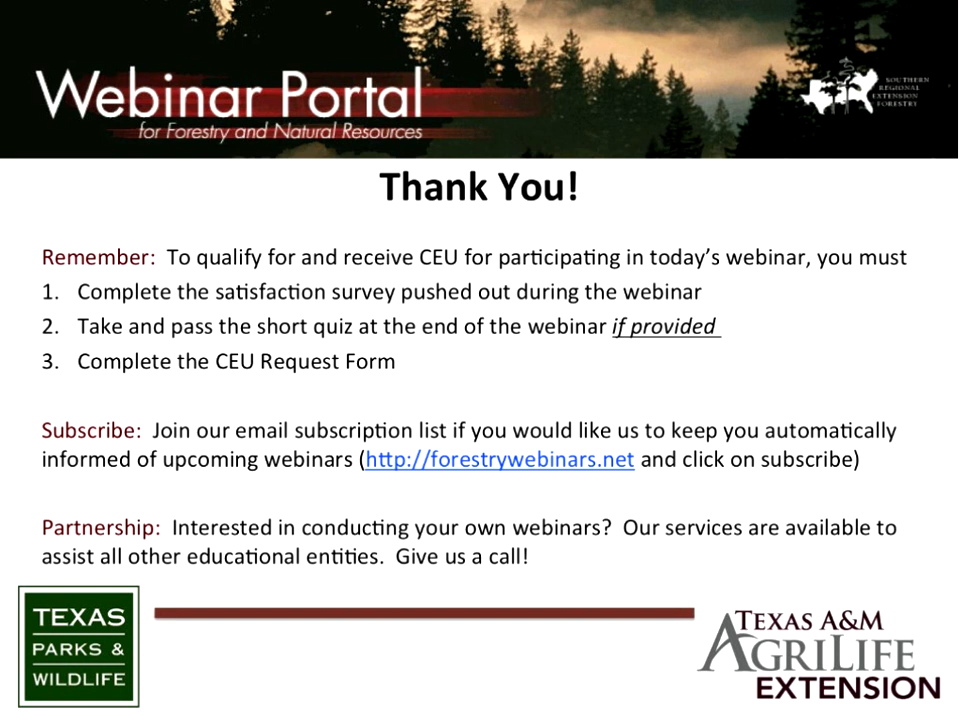 Webinar Portal
for Forestry and Natural Resources
SOUTHERN
REGIONAL
EXTENSION
FORESTRY
Thank You!
Remember: To qualify for and receive CEU for participating in today’s webinar, you must
1. Complete the satisfaction survey pushed out during the webinar
2. Take and pass the short quiz at the end of the webinar if provided
3. Complete the CEU Request Form
Subscribe: Join our email subscription list if you would like us to keep you automatically
informed of upcoming webinars (http://forestrywebinars.net and click on subscribe)
Partnership: Interested in conducting your own webinars? Our services are available to
assist all other educational entities. Give us a call!
TEXAS
PARKS &
WILDLIFE
TEXAS A&M
AGRILIFE
EXTENSION